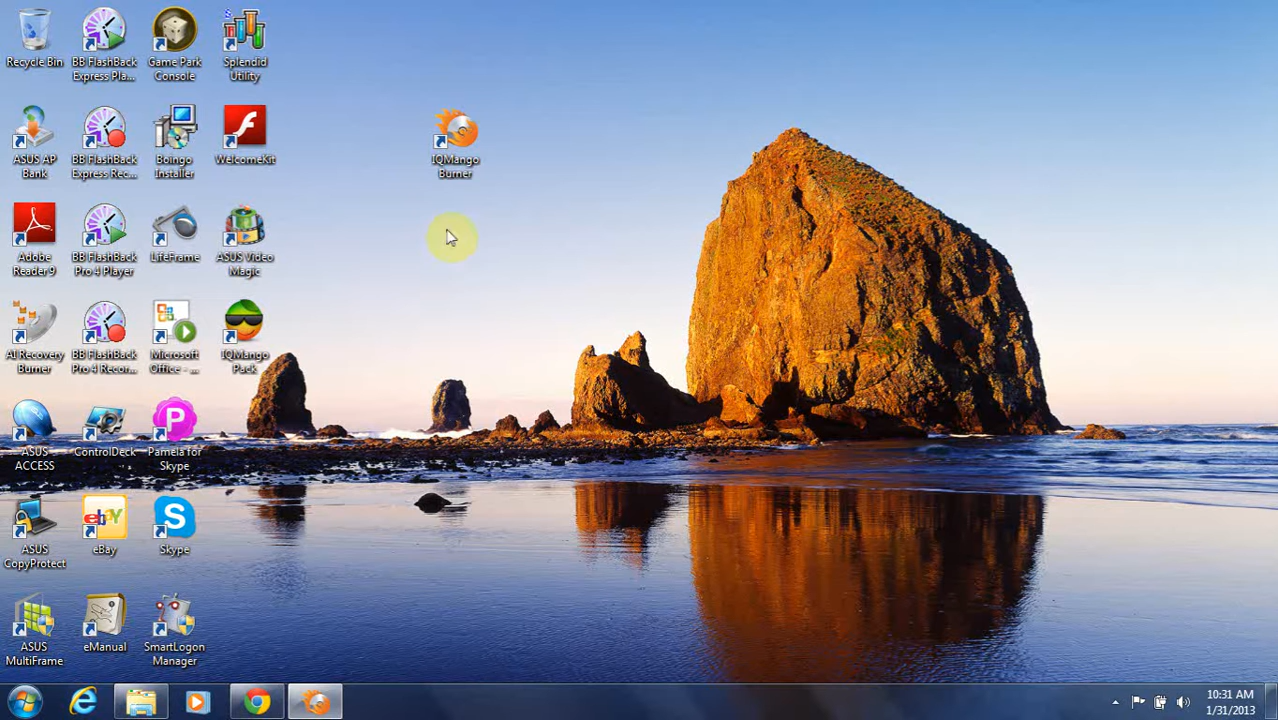 Recycle Bin
BB FlashBack
Express Pla...
Game Park
Console
Splendid
Utility
ASUS AP
Bank
BB FlashBack
Express Rec...
Boingo
Installer
WelcomeKit
IQMango
Burner
Adobe
Reader 9
BB FlashBack
Pro 4 Player
LifeFrame
ASUS Video
Magic
AI Recovery
Burner
BB FlashBack
Pro 4 Recor...
Microsoft
Office - ...
IQMango
Pack
ASUS
ACCESS
ControlDeck
P
Pamela for
Skype
ASUS
CopyProtect
ebY
eBay
S
Skype
ASUS
MultiFrame
eManual
SmartLogon
Manager
10:31 AM
1/31/2013